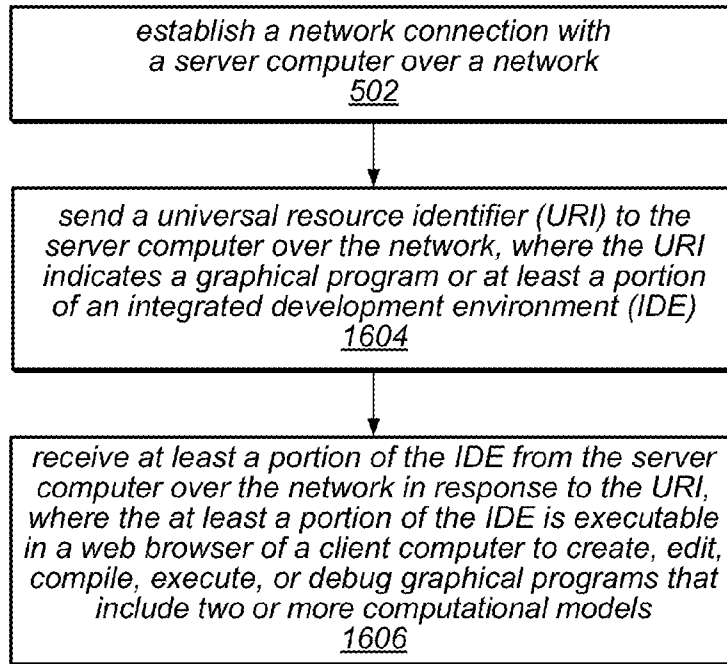 establish a network connection with
a server computer over a network
502
send a universal resource identifier (URI) to the
server computer over the network, where the URI
indicates a graphical program or at least a portion
of an integrated development environment (IDE)
1604
receive at least a portion of the IDE from the server
computer over the network in response to the URI,
where the at least a portion of the IDE is executable
in a web browser of a client computer to create, edit,
compile, execute, or debug graphical programs that
include two or more computational models
1606